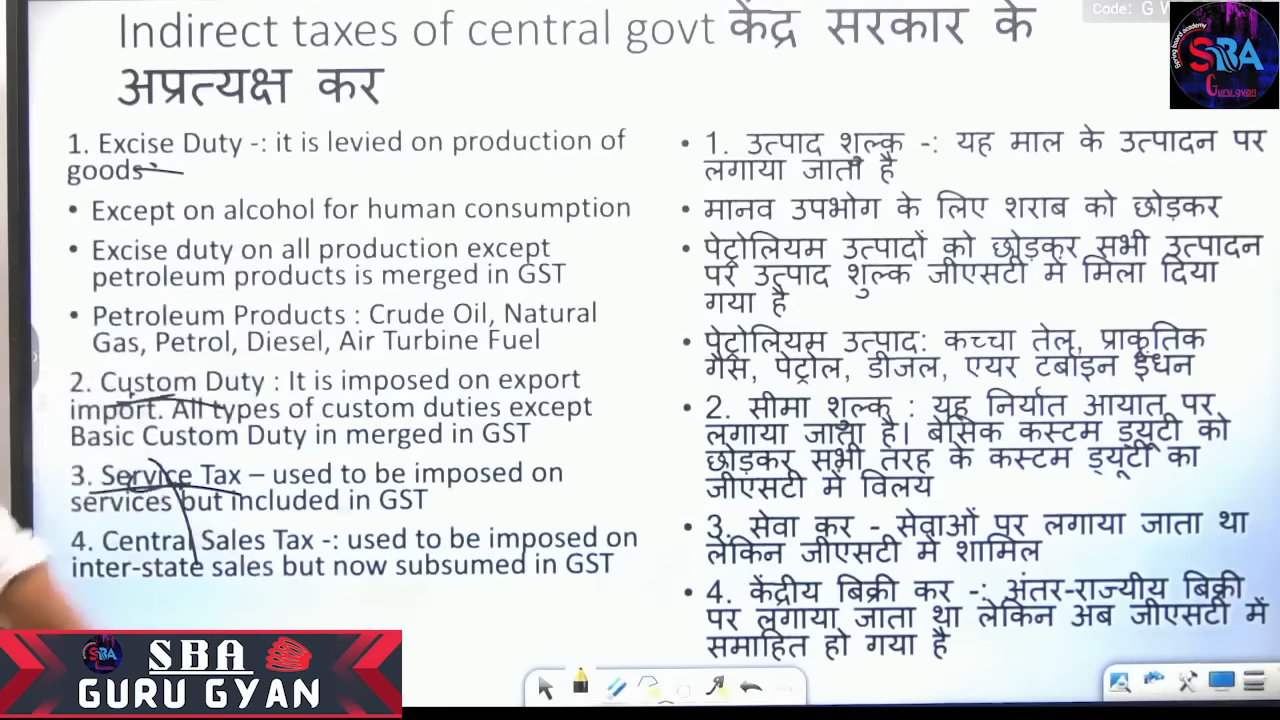 Indirect taxes of central govt केंद्र सरकार के
अप्रत्यक्ष कर
1. Excise Duty -: it is levied on production of
goods
• Except on alcohol for human consumption
• Excise duty on all production except
petroleum products is merged in GST
• Petroleum Products : Crude Oil, Natural
Gas, Petrol, Diesel, Air Turbine Fuel
2. Custom Duty : It is imposed on export
import. All types of custom duties except
Basic Custom Duty in merged in GST
3. Service Tax – used to be imposed on
services but included in GST
4. Central Sales Tax -: used to be imposed on
inter-state sales but now subsumed in GST
• 1. उत्पाद शुल्क -: यह माल के उत्पादन पर
लगाया जाता है
• मानव उपभोग के लिए शराब को छोड़कर
• पेट्रोलियम उत्पादों को छोड़कर सभी उत्पादन
पर उत्पाद शुल्क जीएसटी में मिला दिया
गया है
• पेट्रोलियम उत्पाद: कच्चा तेल, प्राकृतिक
गैस, पेट्रोल, डीजल, एयर टर्बाइन ईंधन
• 2. सीमा शुल्क : यह निर्यात आयात पर
लगाया जाता है। बेसिक कस्टम ड्यूटी को
छोड़कर सभी तरह के कस्टम ड्यूटी का
जीएसटी में विलय
• 3. सेवा कर - सेवाओं पर लगाया जाता था
लेकिन जीएसटी में शामिल
• 4. केंद्रीय बिक्री कर -: अंतर-राज्यीय बिक्री
पर लगाया जाता था लेकिन अब जीएसटी में
समाहित हो गया है
Code: G
Spring board academy
SBA
Guru gyan
SBA
SBA
GURU GYAN